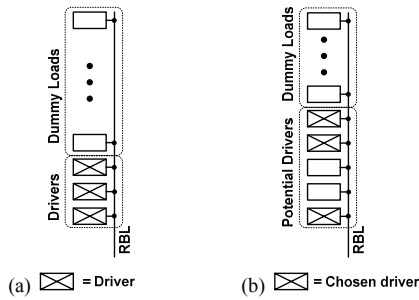 Dummy Loads
Drivers
RBL
(a)
= Driver
Dummy Loads
Potential Drivers
RBL
(b)
= Chosen driver